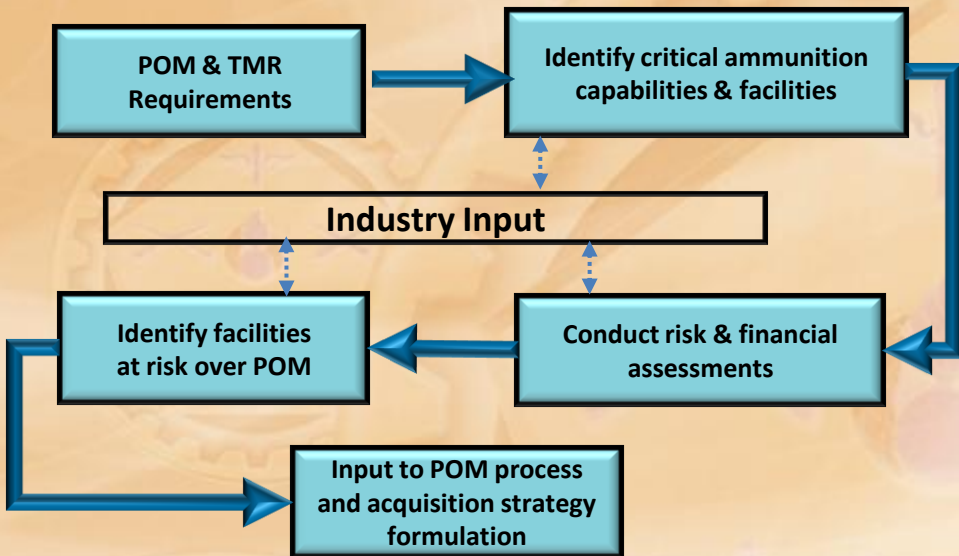 POM & TMR
Requirements
Identify critical ammunition
capabilities & facilities
Industry Input
Identify facilities
at risk over POM
Conduct risk & financial
assessments
Input to POM process
and acquisition strategy
formulation